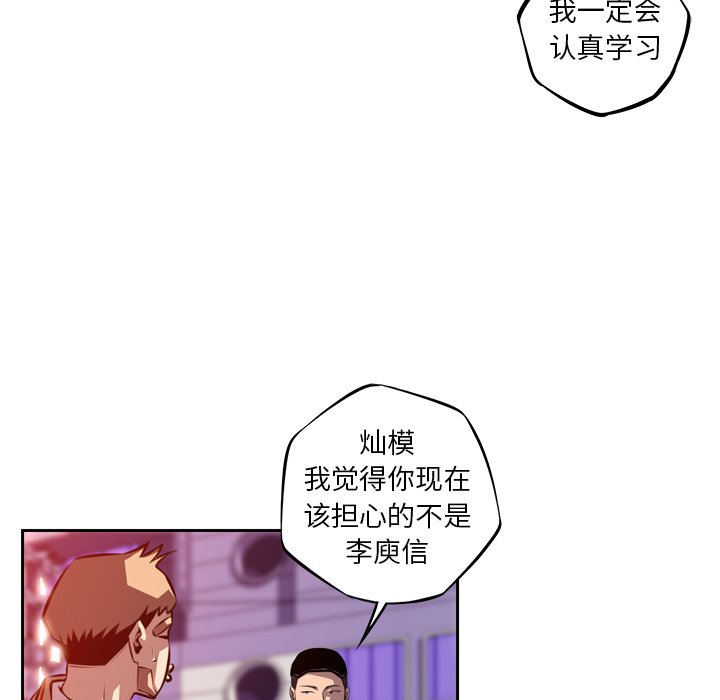 我一定会
认真学习
灿模
我觉得你现在
该担心的不是
李庾信